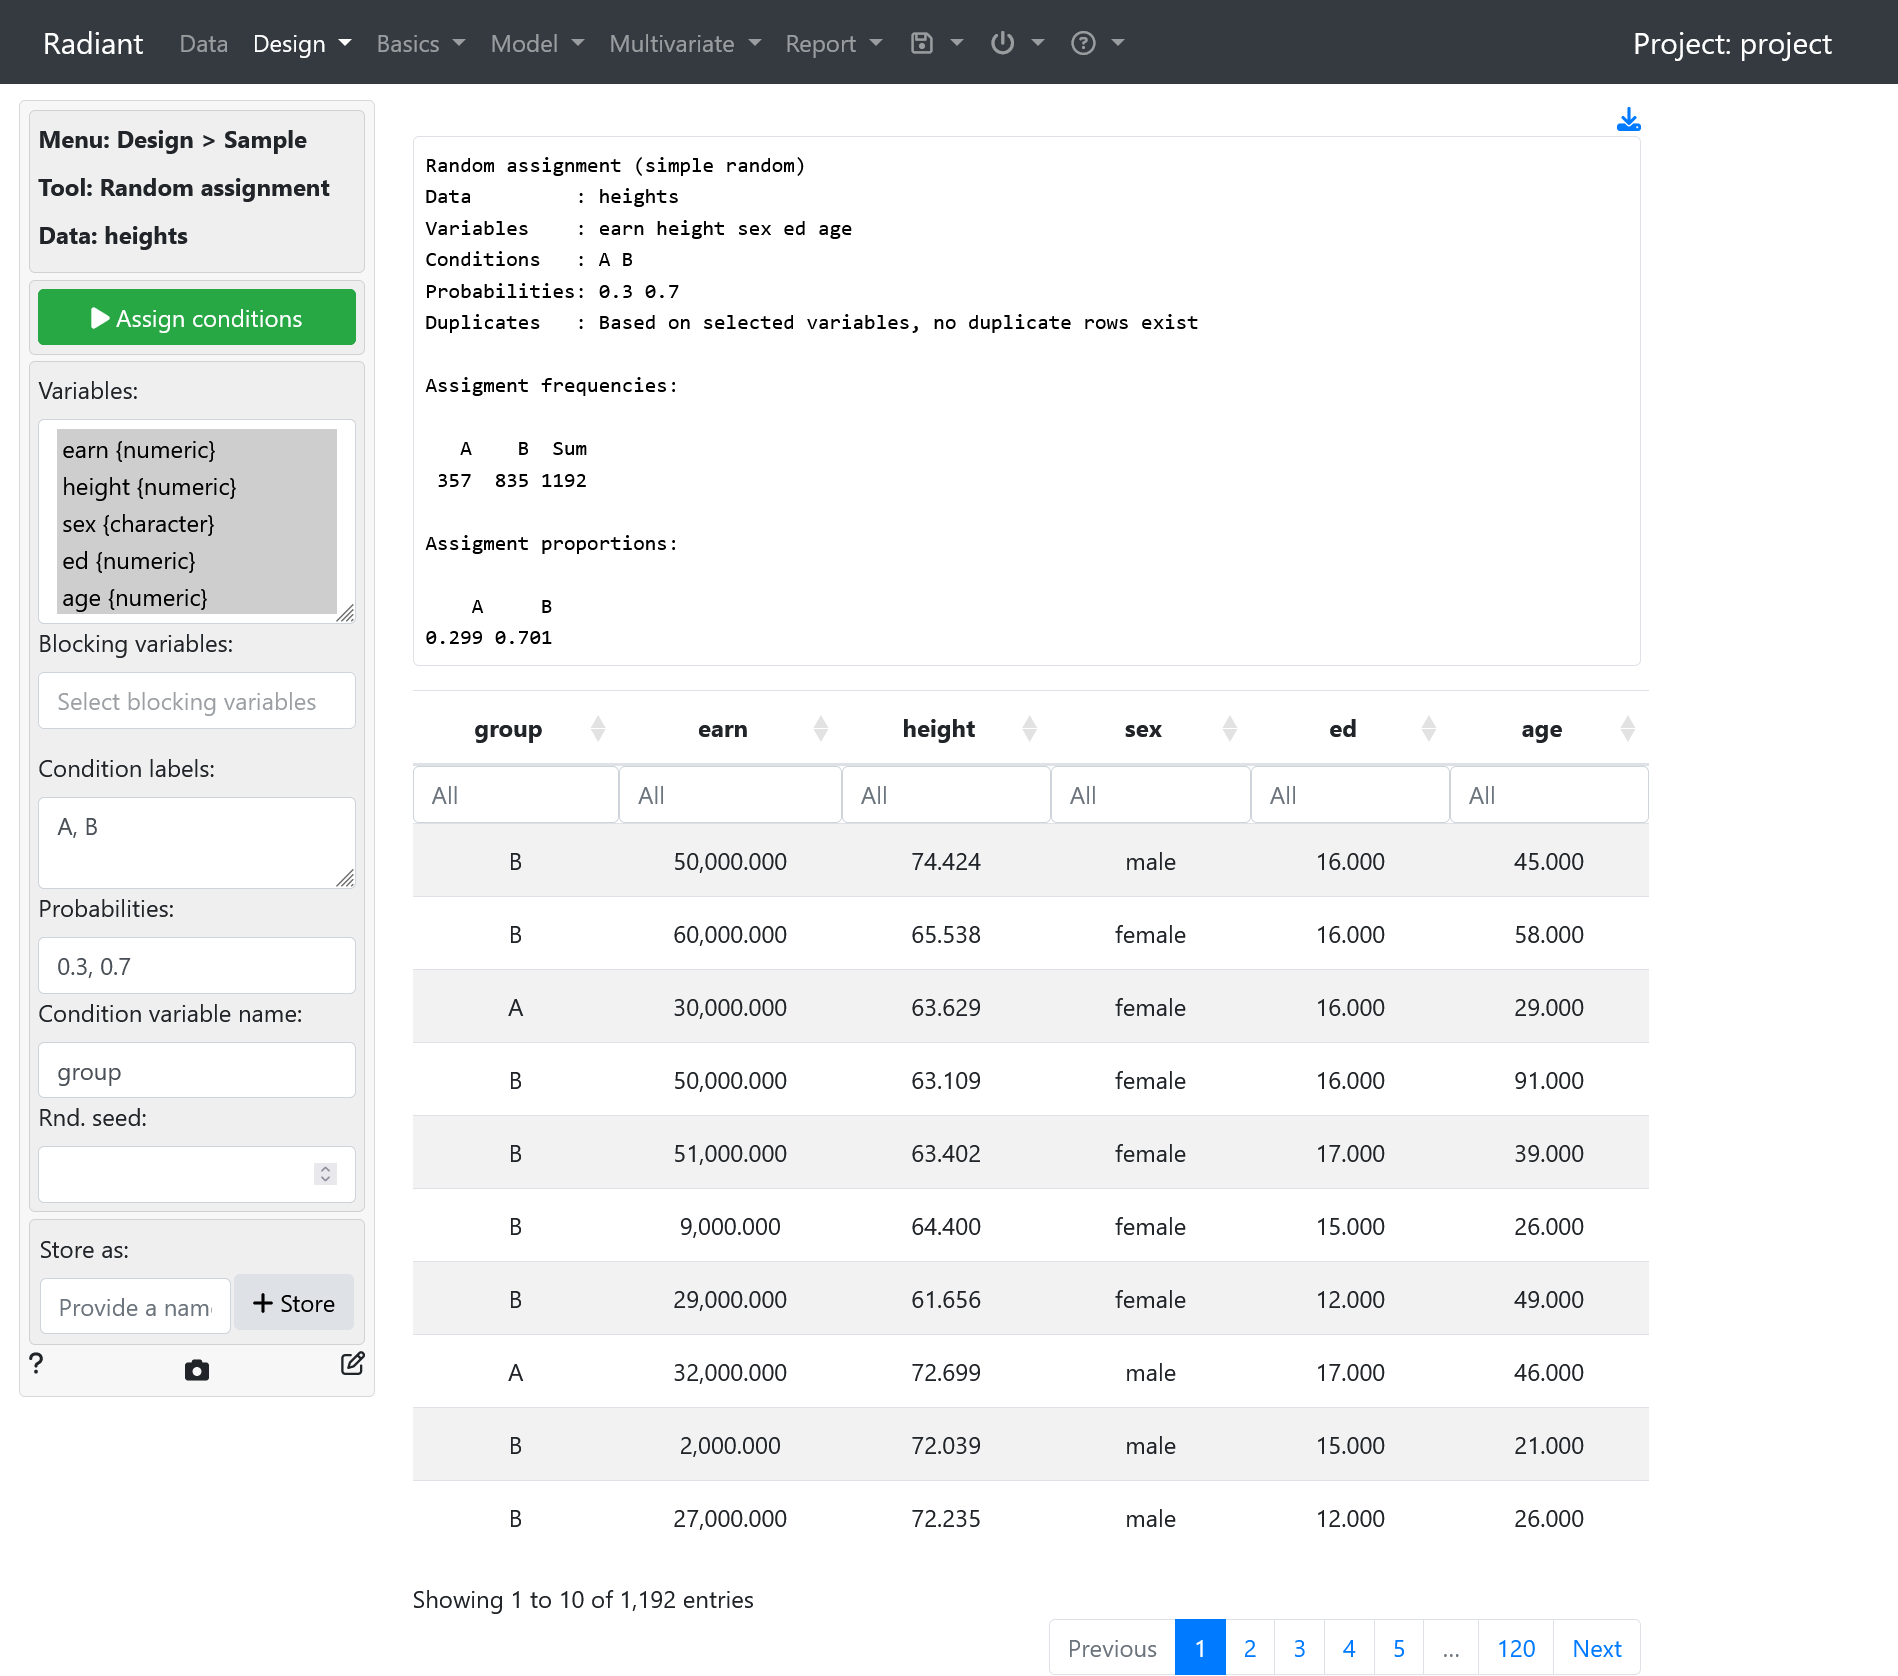 Radiant Data Design Basics Model Multivariate Report Project: project
Menu: Design > Sample
Tool: Random assignment
Data: heights
Assign conditions
Variables:
earn {numeric}
height {numeric}
sex {character}
ed {numeric}
age {numeric}
Blocking variables:
Select blocking variables
Condition labels:
A, B
Probabilities:
0.3, 0.7
Condition variable name:
group
Rnd. seed:
Store as:
Provide a nam + Store
?
Random assignment (simple random)
Data : heights
Variables : earn height sex ed age
Conditions : A B
Probabilities: 0.3 0.7
Duplicates : Based on selected variables, no duplicate rows exist
Assigment frequencies:
A B Sum
357 835 1192
Assigment proportions:
A B
0.299 0.701
group earn height sex ed age
All All All All All All
B 50,000.000 74.424 male 16.000 45.000
B 60,000.000 65.538 female 16.000 58.000
A 30,000.000 63.629 female 16.000 29.000
B 50,000.000 63.109 female 16.000 91.000
B 51,000.000 63.402 female 17.000 39.000
B 9,000.000 64.400 female 15.000 26.000
B 29,000.000 61.656 female 12.000 49.000
A 32,000.000 72.699 male 17.000 46.000
B 2,000.000 72.039 male 15.000 21.000
B 27,000.000 72.235 male 12.000 26.000
Showing 1 to 10 of 1,192 entries
Previous 1 2 3 4 5 ... 120 Next